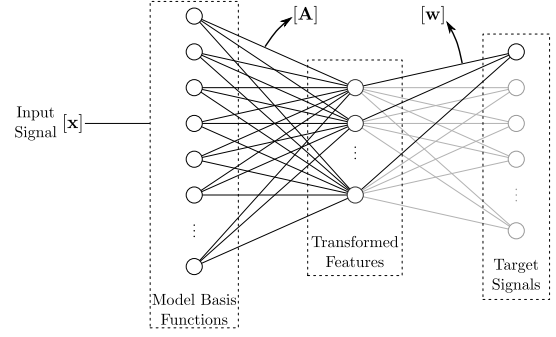 [A]
[w]
Input
Signal [x]
Transformed
Features
Target
Signals
Model Basis
Functions